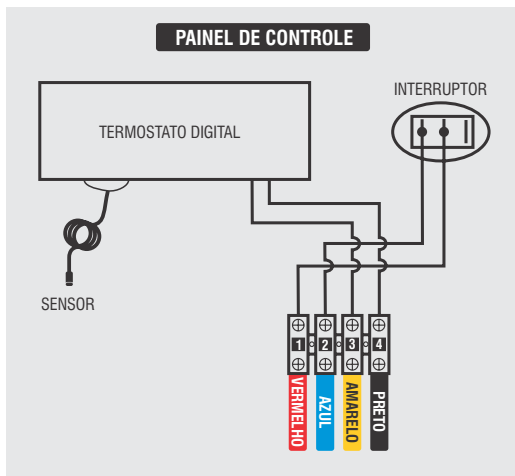 PAINEL DE CONTROLE
INTERRUPTOR
TERMOSTATO DIGITAL
SENSOR
1 2 3 4
VERMELHO
AZUL
AMARELO
PRETO